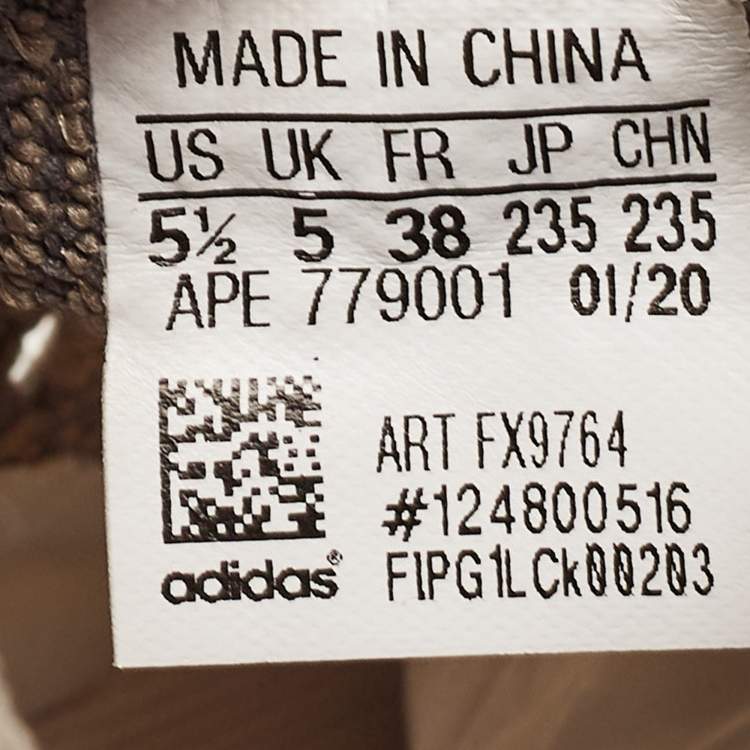 MADE IN CHINA
US UK FR JP CHN
5½ 5 38 235 235
APE 779001 01/20
ART FX9764
#124800516
adidas® FIPG1LCk00203